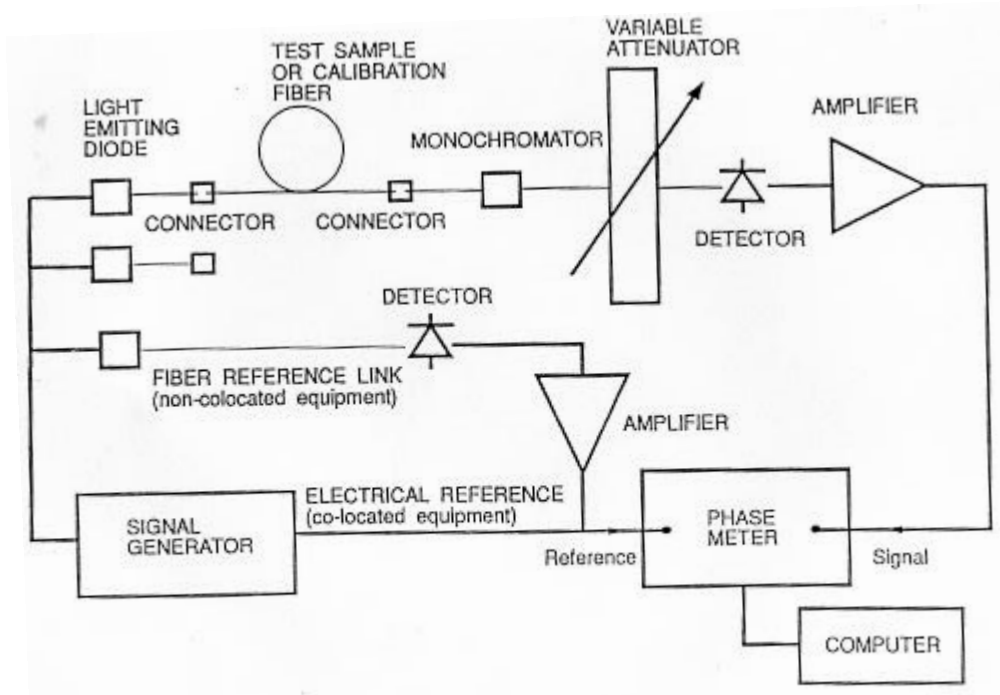 VARIABLE
ATTENUATOR
TEST SAMPLE
OR CALIBRATION
FIBER
LIGHT
EMITTING
DIODE
MONOCHROMATOR
AMPLIFIER
CONNECTOR
CONNECTOR
DETECTOR
DETECTOR
FIBER REFERENCE LINK
(non-colocated equipment)
AMPLIFIER
ELECTRICAL REFERENCE
(co-located equipment)
SIGNAL
GENERATOR
PHASE
METER
Reference
Signal
COMPUTER